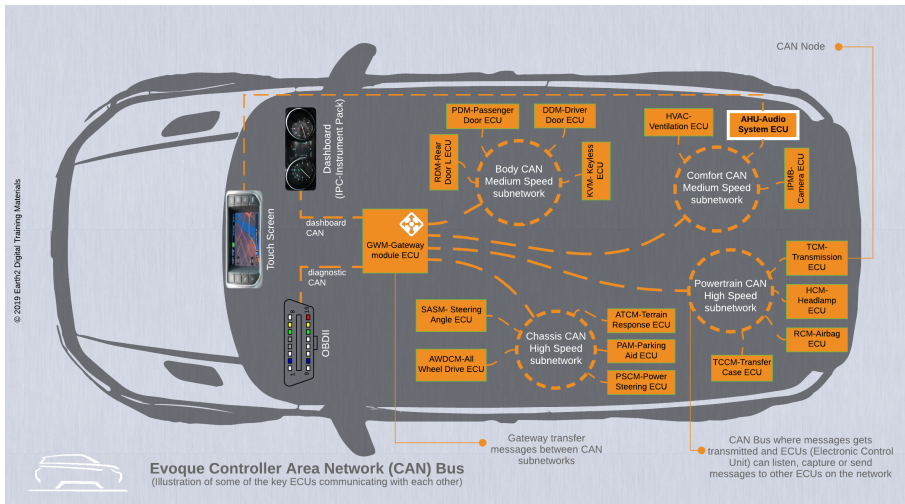 CAN Node
© 2019 Earth2 Digital Training Materials
Touch Screen
Dashboard
(IPC-Instrument Pack)
dashboard
CAN
diagnostic
CAN
OBDII
GWM-Gateway
module ECU
PDM-Passenger
Door ECU
DDM-Driver
Door ECU
RDM-Rear
Door L ECU
KVM- Keyless
ECU
Body CAN
Medium Speed
subnetwork
HVAC-
Ventilation ECU
AHU-Audio
System ECU
IPMB-
Camera ECU
Comfort CAN
Medium Speed
subnetwork
TCM-
Transmission
ECU
HCM-
Headlamp
ECU
RCM-Airbag
ECU
TCCM-Transfer
Case ECU
Powertrain CAN
High Speed
subnetwork
SASM- Steering
Angle ECU
AWDCM-All
Wheel Drive ECU
ATCM-Terrain
Response ECU
PAM-Parking
Aid ECU
PSCM-Power
Steering ECU
Chassis CAN
High Speed
subnetwork
Gateway transfer
messages between CAN
subnetworks
CAN Bus where messages gets
transmitted and ECUs (Electronic Control
Unit) can listen, capture or send
messages to other ECUs on the network
Evoque Controller Area Network (CAN) Bus
(Illustration of some of the key ECUs communicating with each other)